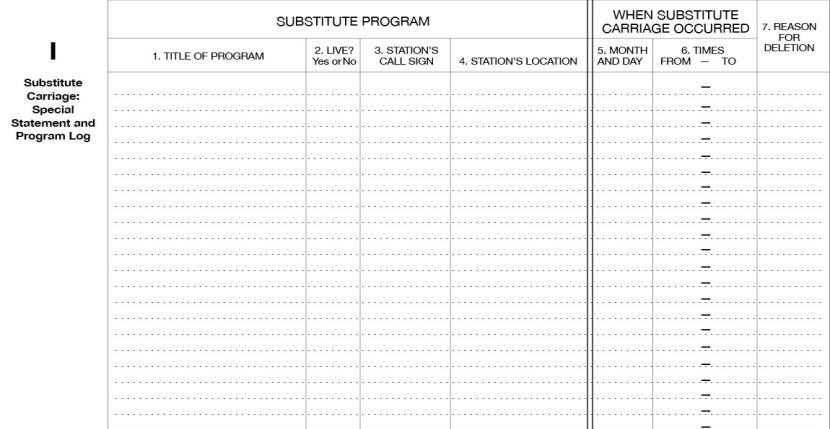 I
Substitute
Carriage:
Special
Statement and
Program Log
SUBSTITUTE PROGRAM
WHEN SUBSTITUTE
CARRIAGE OCCURRED
7. REASON
FOR
DELETION
1. TITLE OF PROGRAM
2. LIVE?
Yes or No
3. STATION'S
CALL SIGN
4. STATION'S LOCATION
5. MONTH
AND DAY
6. TIMES
FROM — TO